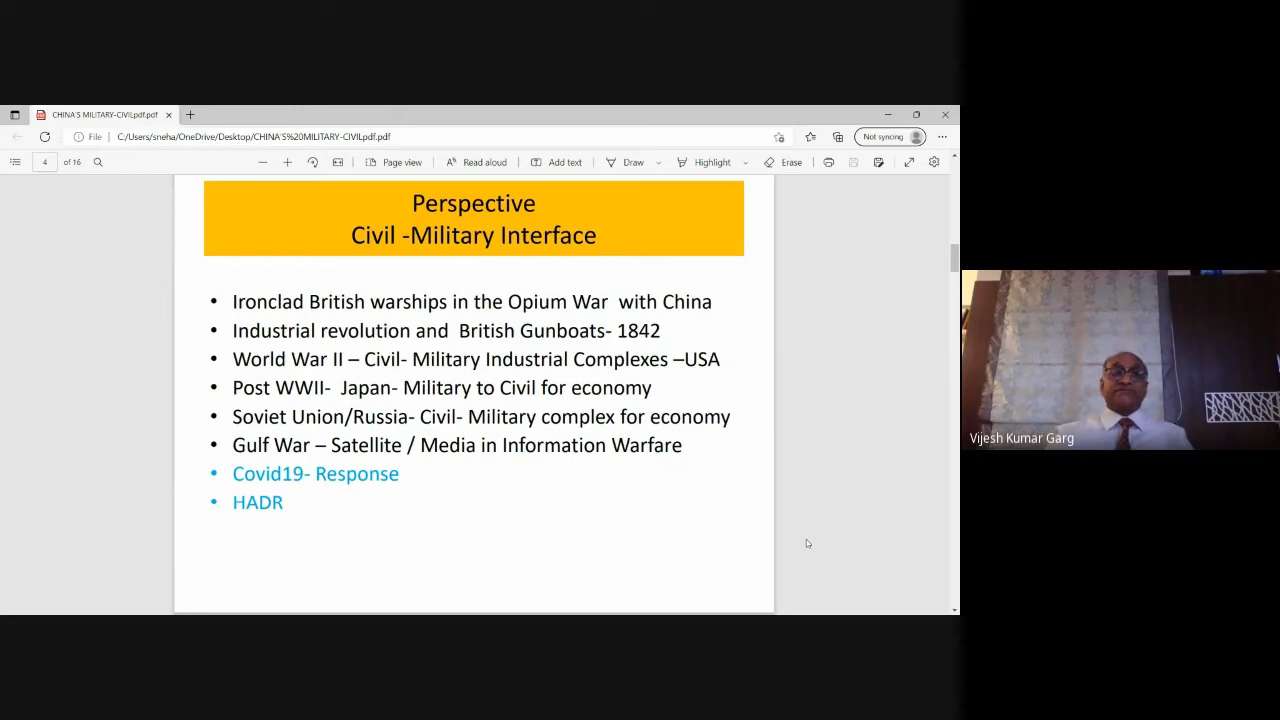 CHINA'S MILITARY-CIVILpdf.pdf
File C:/Users/sneha/OneDrive/Desktop/CHINA'S%20MILITARY-CIVILpdf.pdf
Not syncing
4 of 16
Page view
Read aloud
Add text
Draw
Highlight
Erase
Perspective
Civil -Military Interface
• Ironclad British warships in the Opium War with China
• Industrial revolution and British Gunboats- 1842
• World War II – Civil- Military Industrial Complexes –USA
• Post WWII- Japan- Military to Civil for economy
• Soviet Union/Russia- Civil- Military complex for economy
• Gulf War – Satellite / Media in Information Warfare
• Covid19- Response
• HADR
Vijesh Kumar Garg